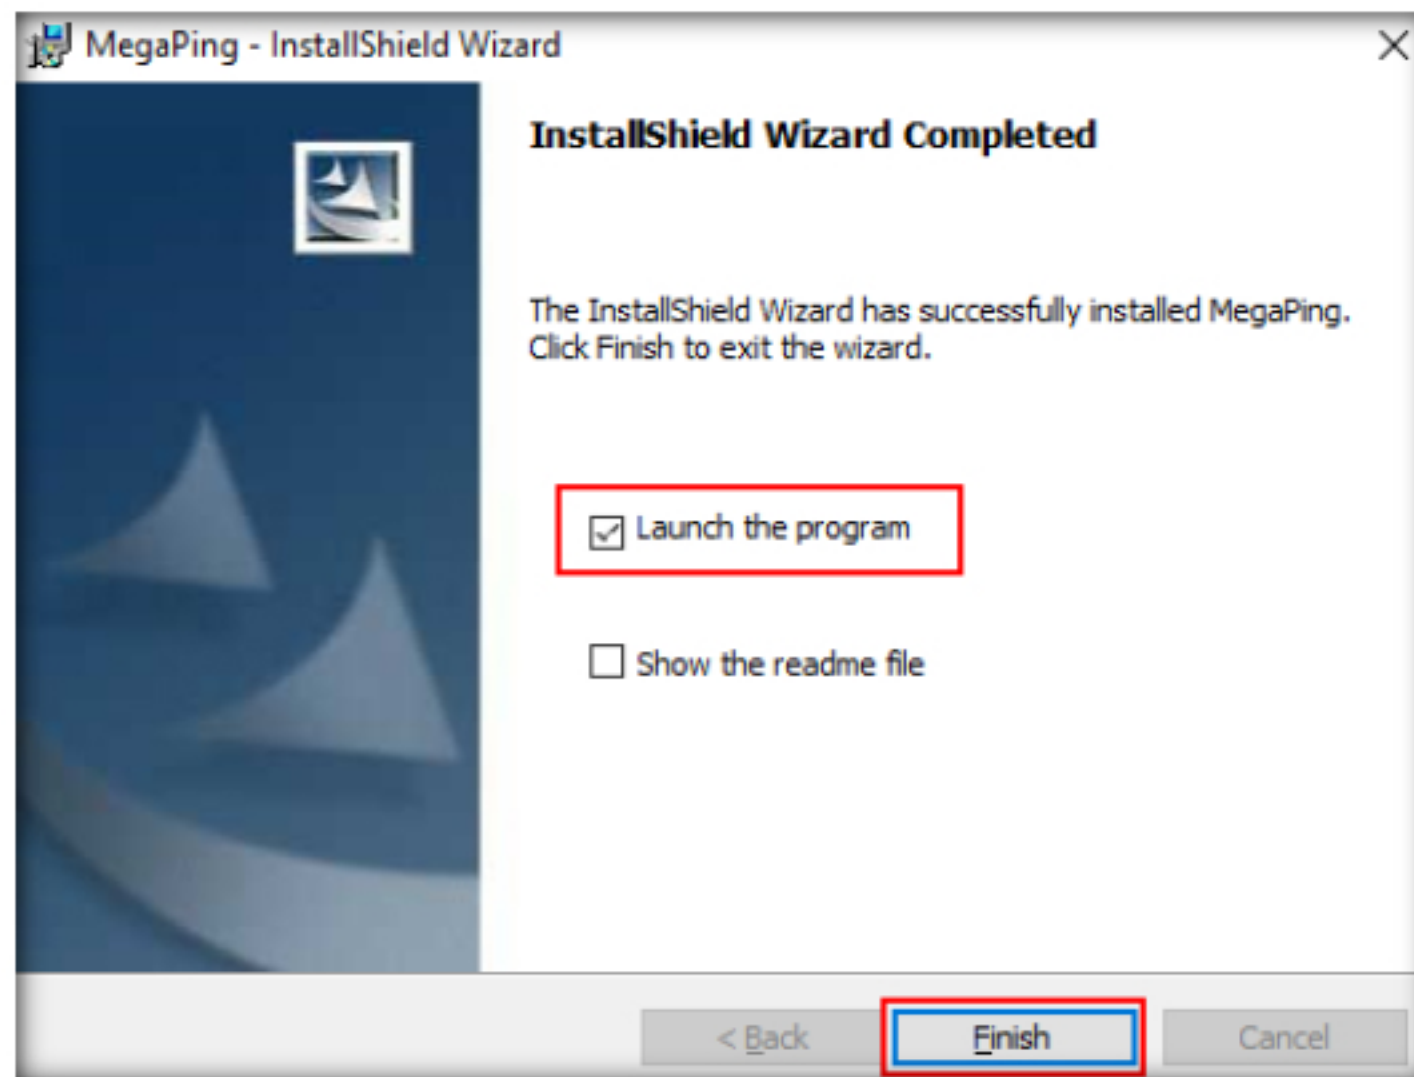 MegaPing - InstallShield Wizard
InstallShield Wizard Completed
The InstallShield Wizard has successfully installed MegaPing.
Click Finish to exit the wizard.
Launch the program
Show the readme file
< Back
Finish
Cancel